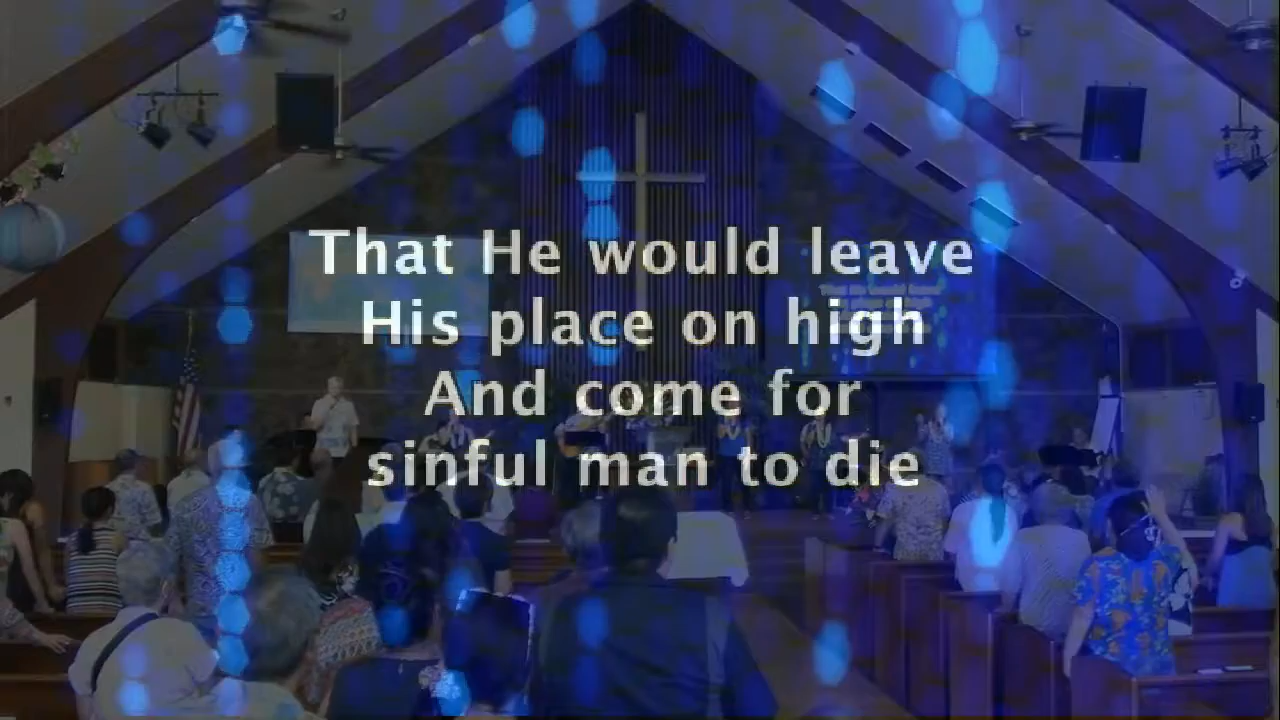 That He would leave
His place on high
And come for
sinful man to die